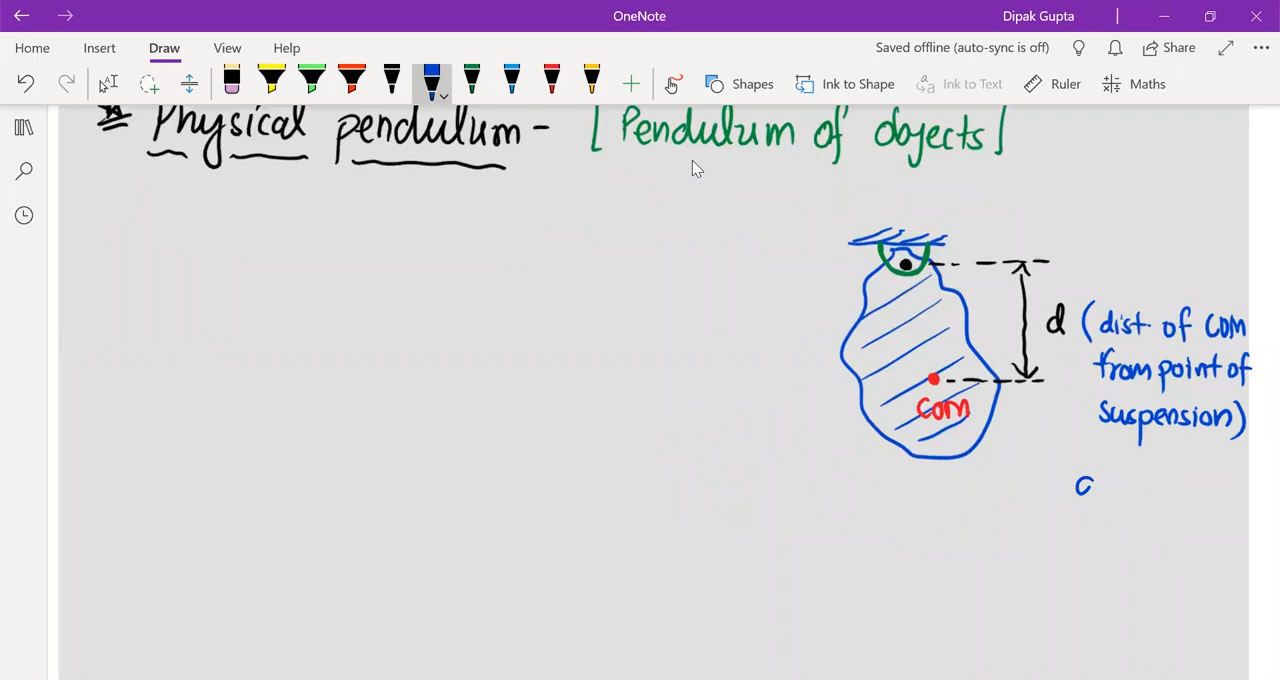 OneNote
Dipak Gupta
Home Insert Draw View Help
Saved offline (auto-sync is off)
Share
Shapes
Ink to Shape
Ink to Text
Ruler
Maths
Physical pendulum - [Pendulum of objects]
d (dist. of COM
from point of
suspension)
COM
C